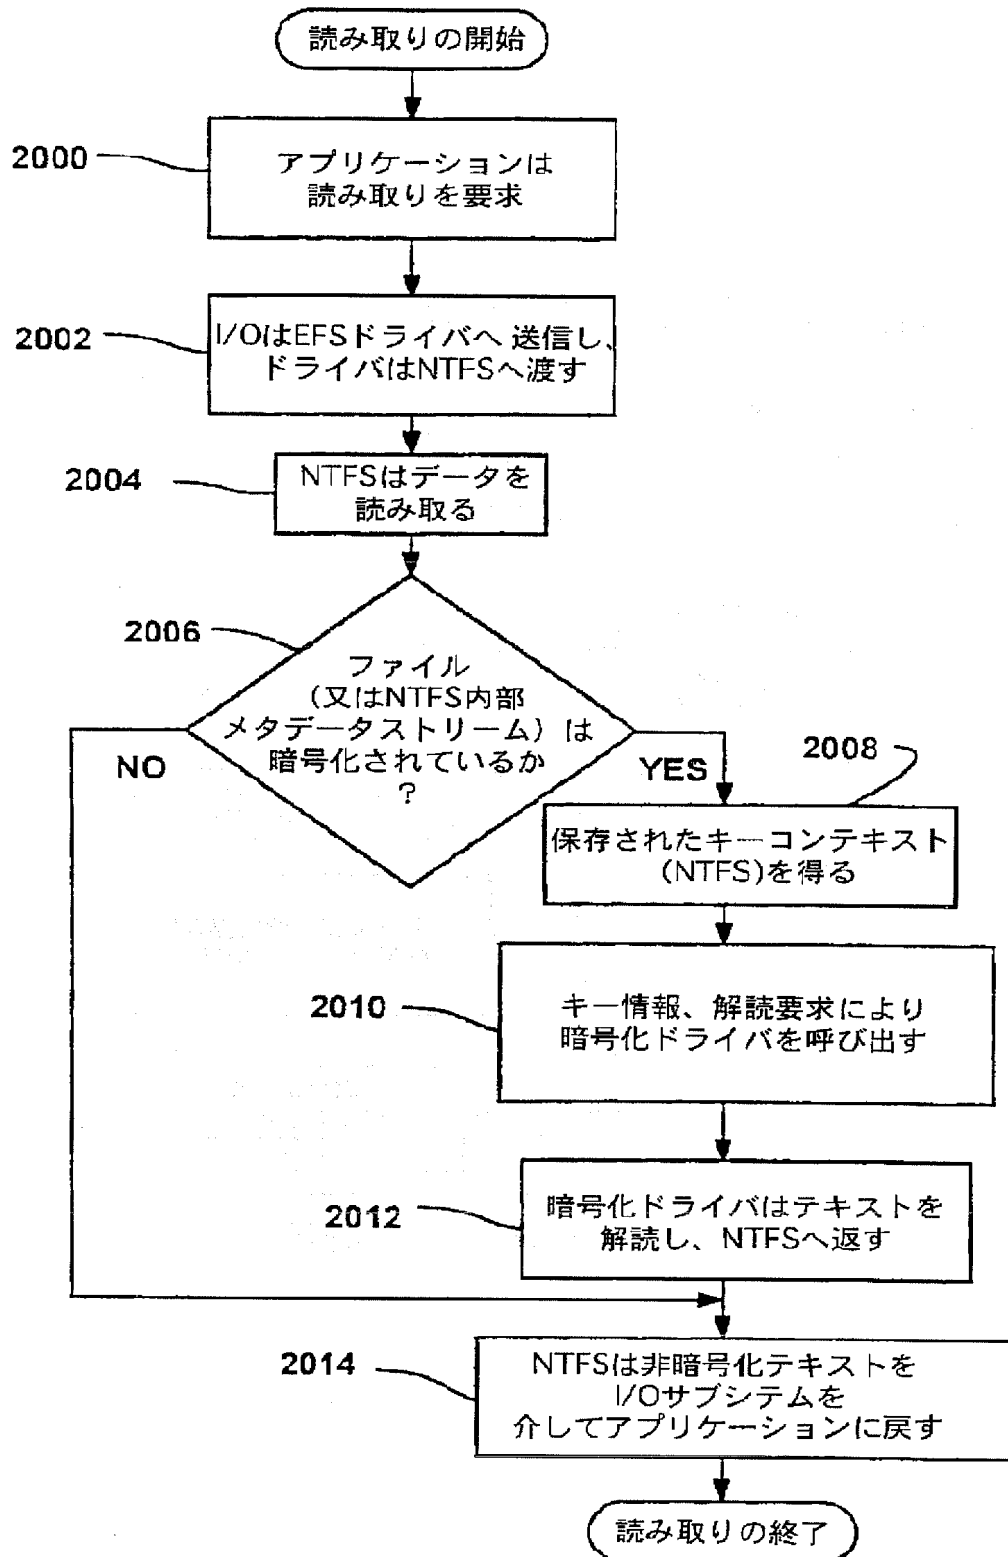 読み取りの開始
2000
アプリケーションは
読み取りを要求
2002
I/OはEFSドライバへ 送信し、
ドライバはNTFSへ渡す
2004
NTFSはデータを
読み取る
2006
ファイル
(又はNTFS内部
メタデータストリーム)は
暗号化されているか
?
NO
YES
2008
保存されたキーコンテキスト
(NTFS)を得る
2010
キー情報、解読要求により
暗号化ドライバを呼び出す
2012
暗号化ドライバはテキストを
解読し、NTFSへ返す
2014
NTFSは非暗号化テキストを
I/Oサブシテムを
介してアプリケーションに戻す
読み取りの終了